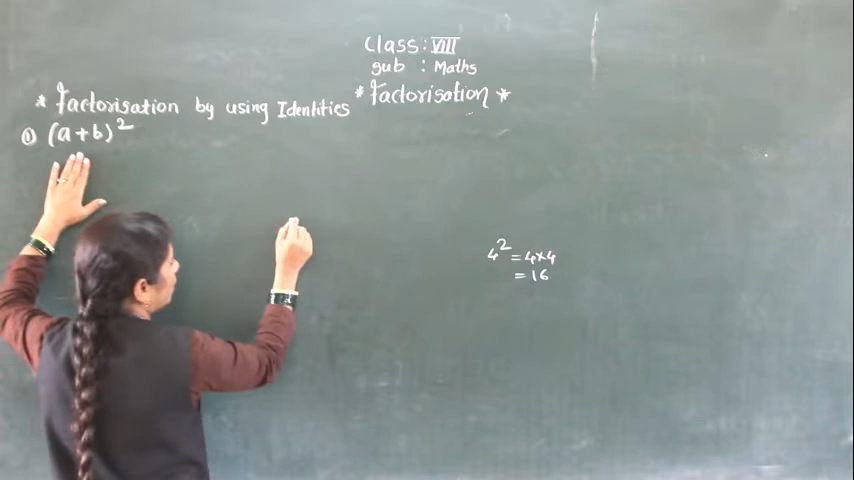 Class: VIII
Sub : Maths
* Factorisation *
* Factorisation by using Identities
① (a+b)²
4² = 4×4
= 16